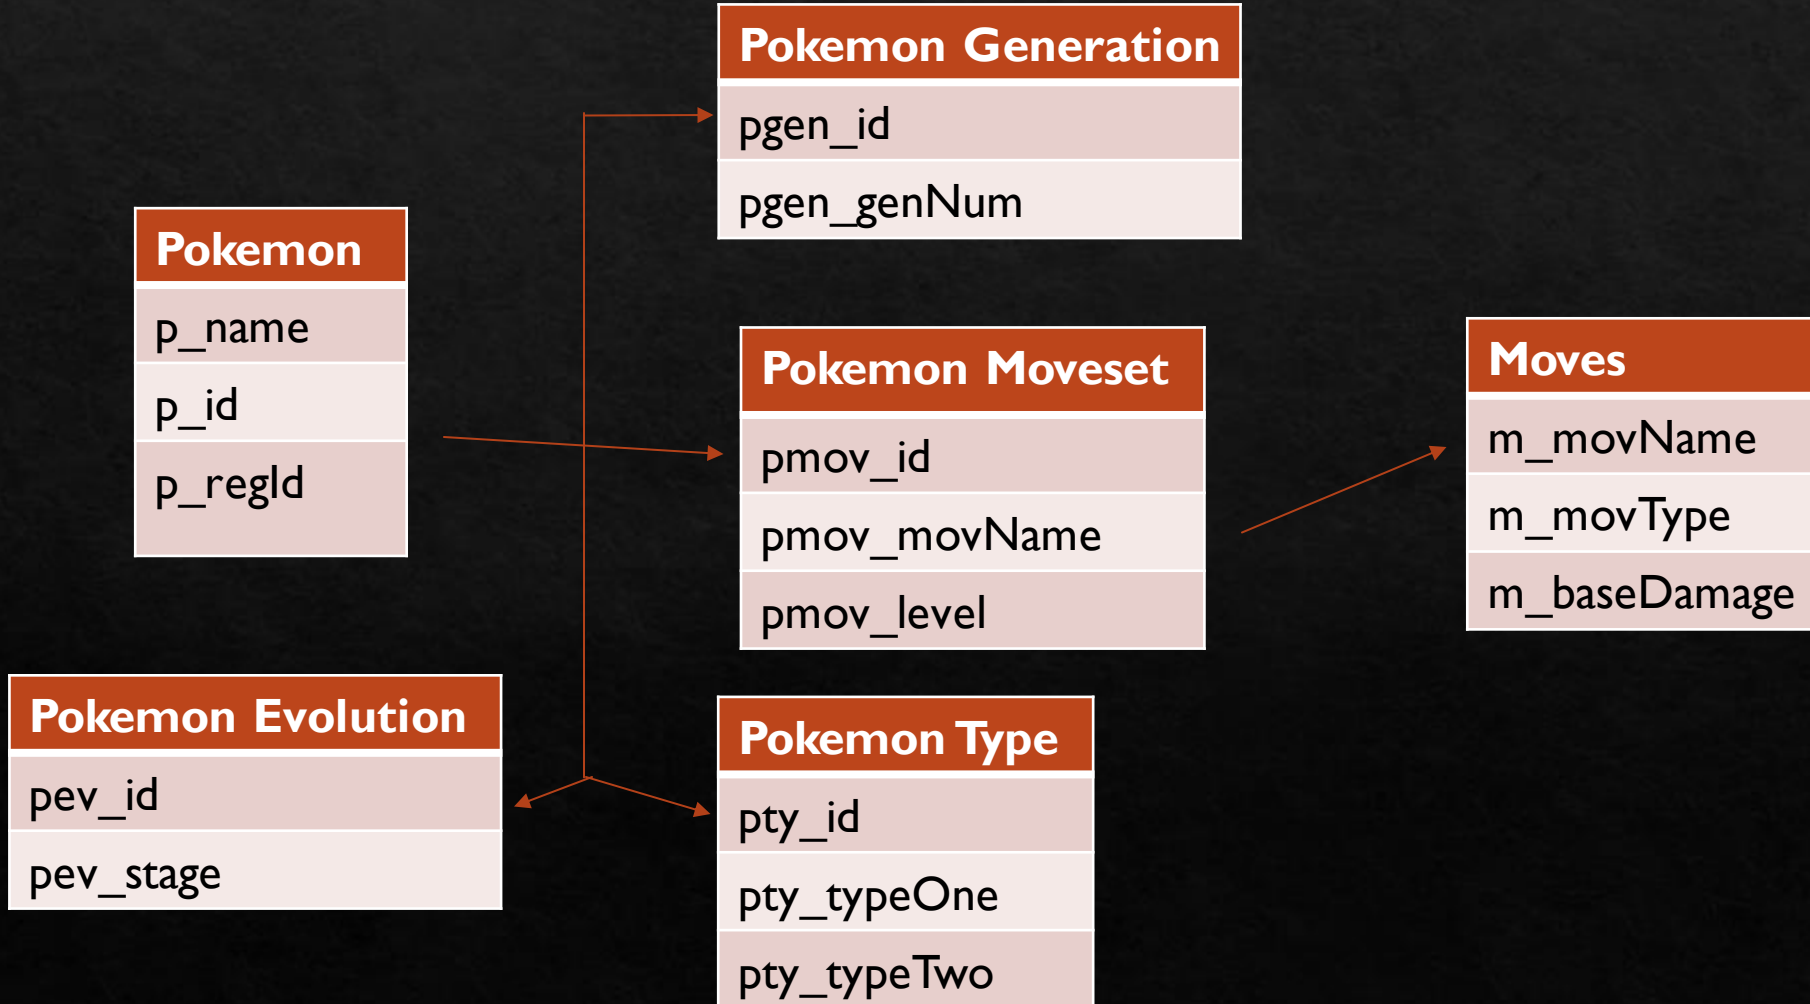 Pokemon Generation
pgen_id
pgen_genNum
Pokemon
p_name
p_id
p_regId
Pokemon Moveset
pmov_id
pmov_movName
pmov_level
Moves
m_movName
m_movType
m_baseDamage
Pokemon Evolution
pev_id
pev_stage
Pokemon Type
pty_id
pty_typeOne
pty_typeTwo